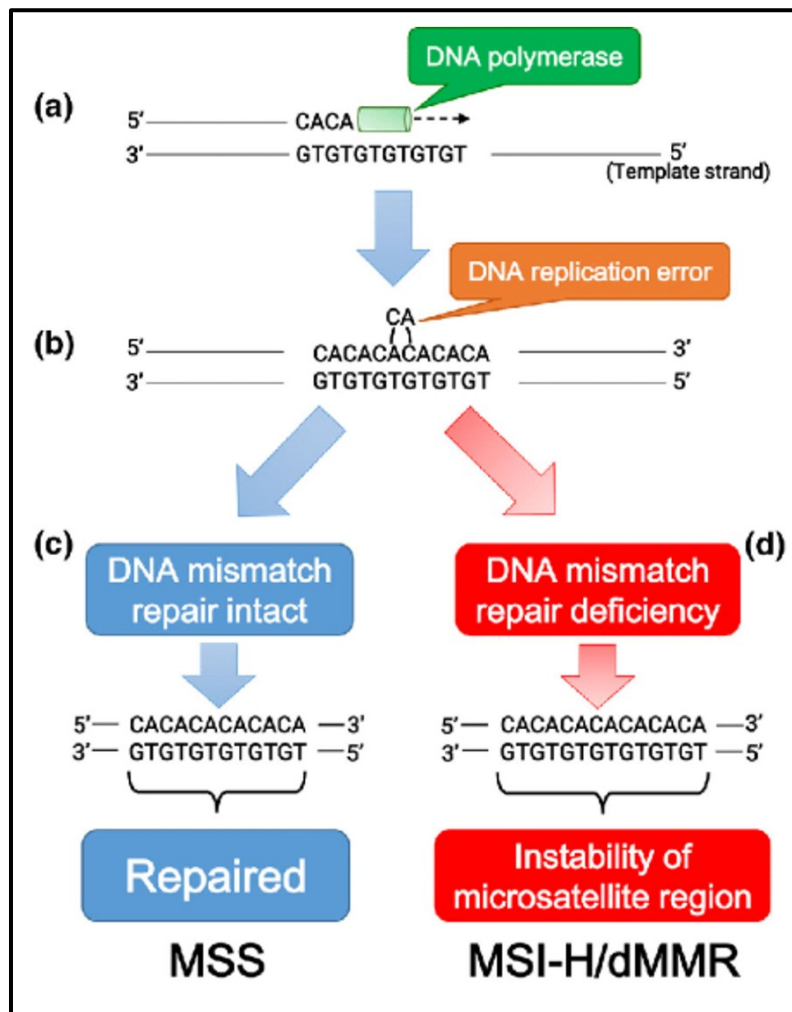 DNA polymerase
(a)
5′ CACA
3′ GTGTGTGTGTGT 5′
(Template strand)
DNA replication error
CA
(b)
5′ CACACACACACA 3′
3′ GTGTGTGTGTGT 5′
(c)
DNA mismatch
repair intact
(d)
DNA mismatch
repair deficiency
5′ CACACACACACA 3′
3′ GTGTGTGTGTGT 5′
5′ CACACACACACACA 3′
3′ GTGTGTGTGTGTGT 5′
Repaired
Instability of
microsatellite region
MSS
MSI-H/dMMR